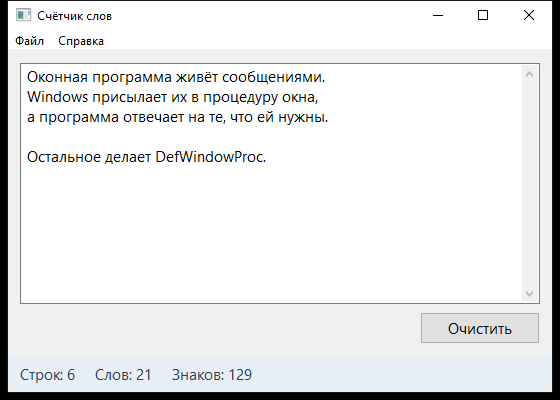 Счётчик слов
Файл Справка
Оконная программа живёт сообщениями.
Windows присылает их в процедуру окна,
а программа отвечает на те, что ей нужны.
Остальное делает DefWindowProc.
Очистить
Строк: 6 Слов: 21 Знаков: 129